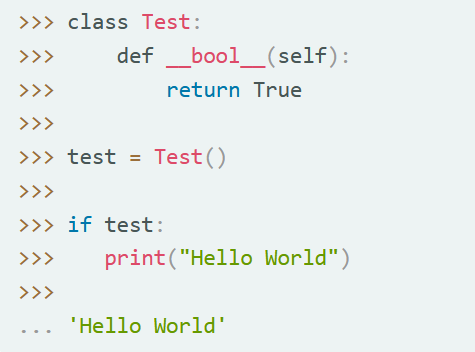 >>> class Test:
>>>     def __bool__(self):
>>>         return True
>>>
>>> test = Test()
>>>
>>> if test:
>>>    print("Hello World")
>>>
... 'Hello World'